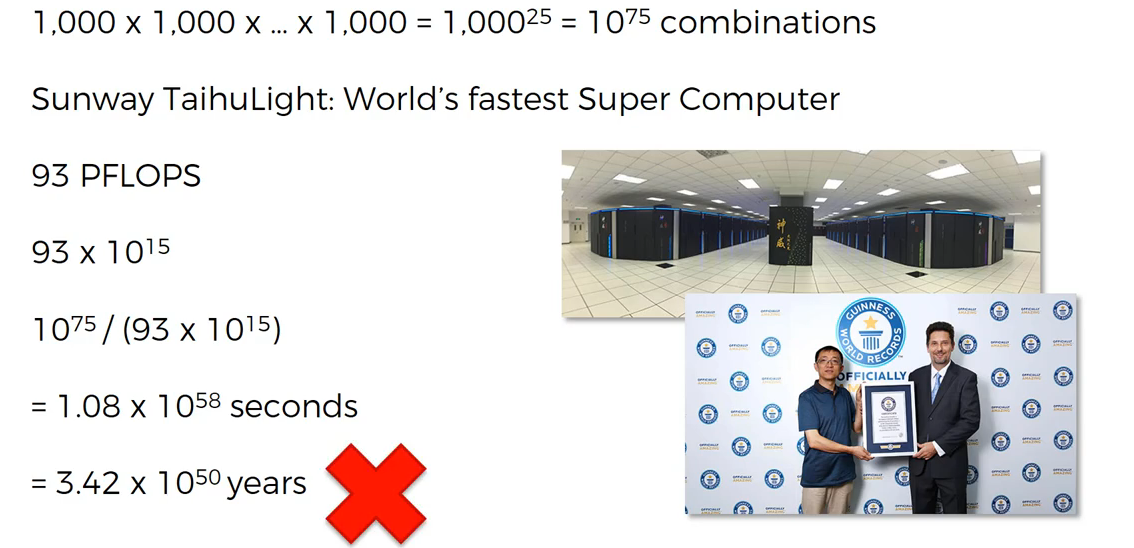 1,000 x 1,000 x ... x 1,000 = 1,000²⁵ = 10⁷⁵ combinations
Sunway TaihuLight: World's fastest Super Computer
93 PFLOPS
93 x 10¹⁵
10⁷⁵ / (93 x 10¹⁵)
= 1.08 x 10⁵⁸ seconds
= 3.42 x 10⁵⁰ years
神威
GUINNESS
WORLD RECORDS
OFFICIALLY
AMAZING